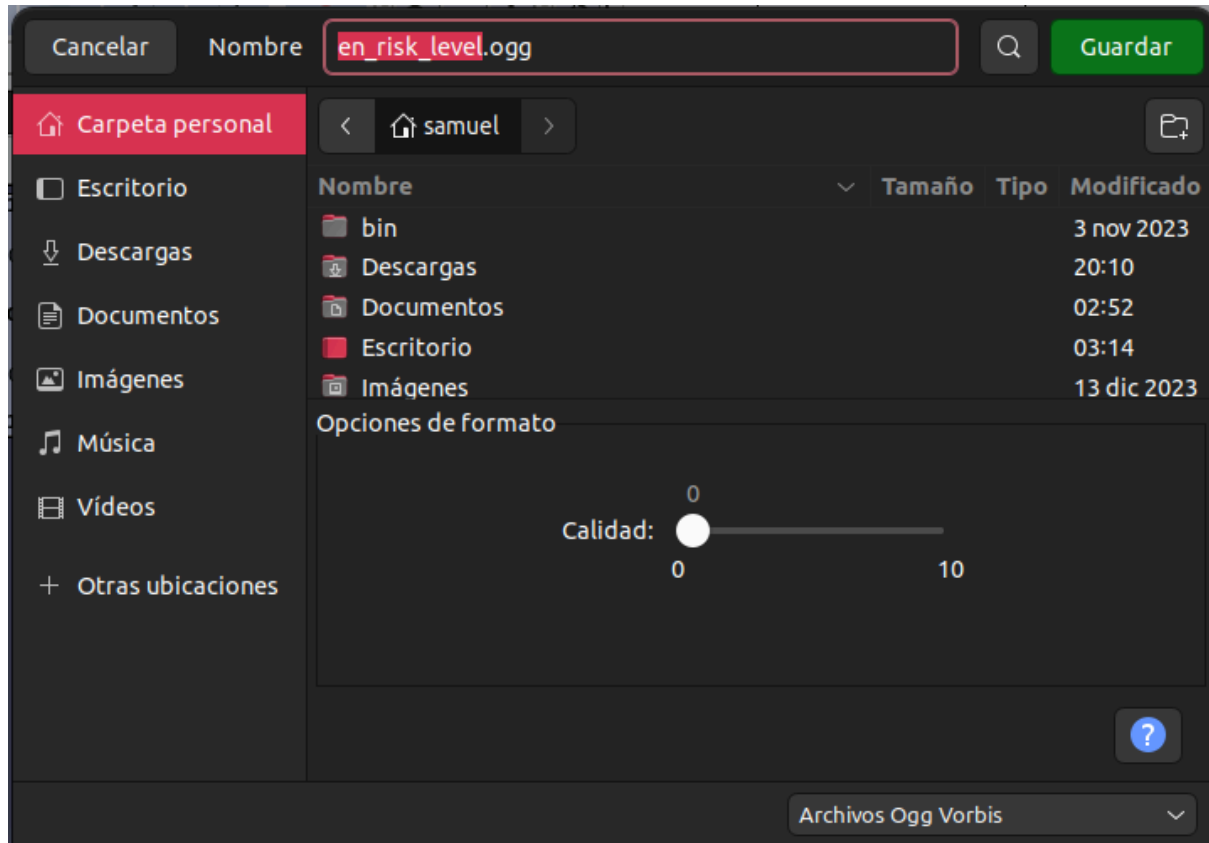 Cancelar Nombre en_risk_level.ogg Guardar
Carpeta personal
Escritorio
Descargas
Documentos
Imágenes
Música
Vídeos
Otras ubicaciones
samuel
Nombre Tamaño Tipo Modificado
bin 3 nov 2023
Descargas 20:10
Documentos 02:52
Escritorio 03:14
Imágenes 13 dic 2023
Opciones de formato
0
Calidad:
0 10
?
Archivos Ogg Vorbis